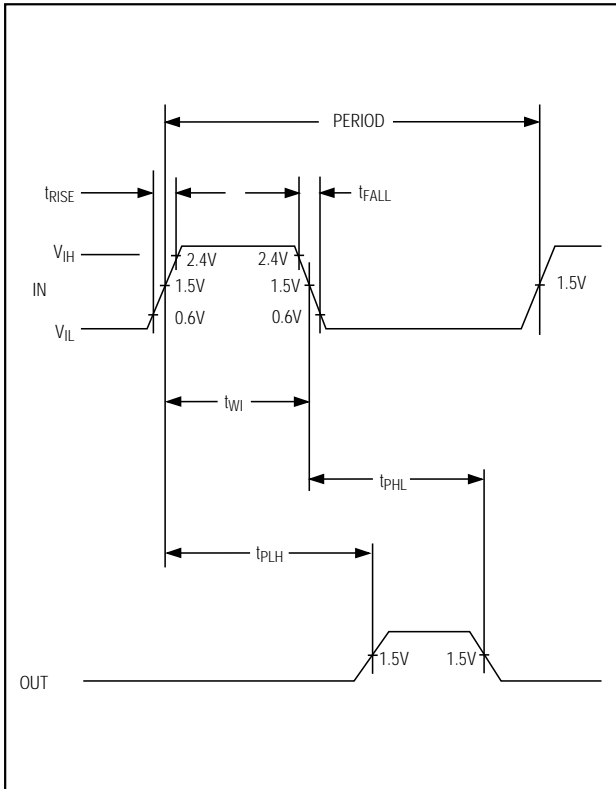 PERIOD
tRISE
tFALL
VIH
2.4V 2.4V
IN
1.5V 1.5V 1.5V
0.6V 0.6V
VIL
tWI
tPHL
tPLH
1.5V 1.5V
OUT